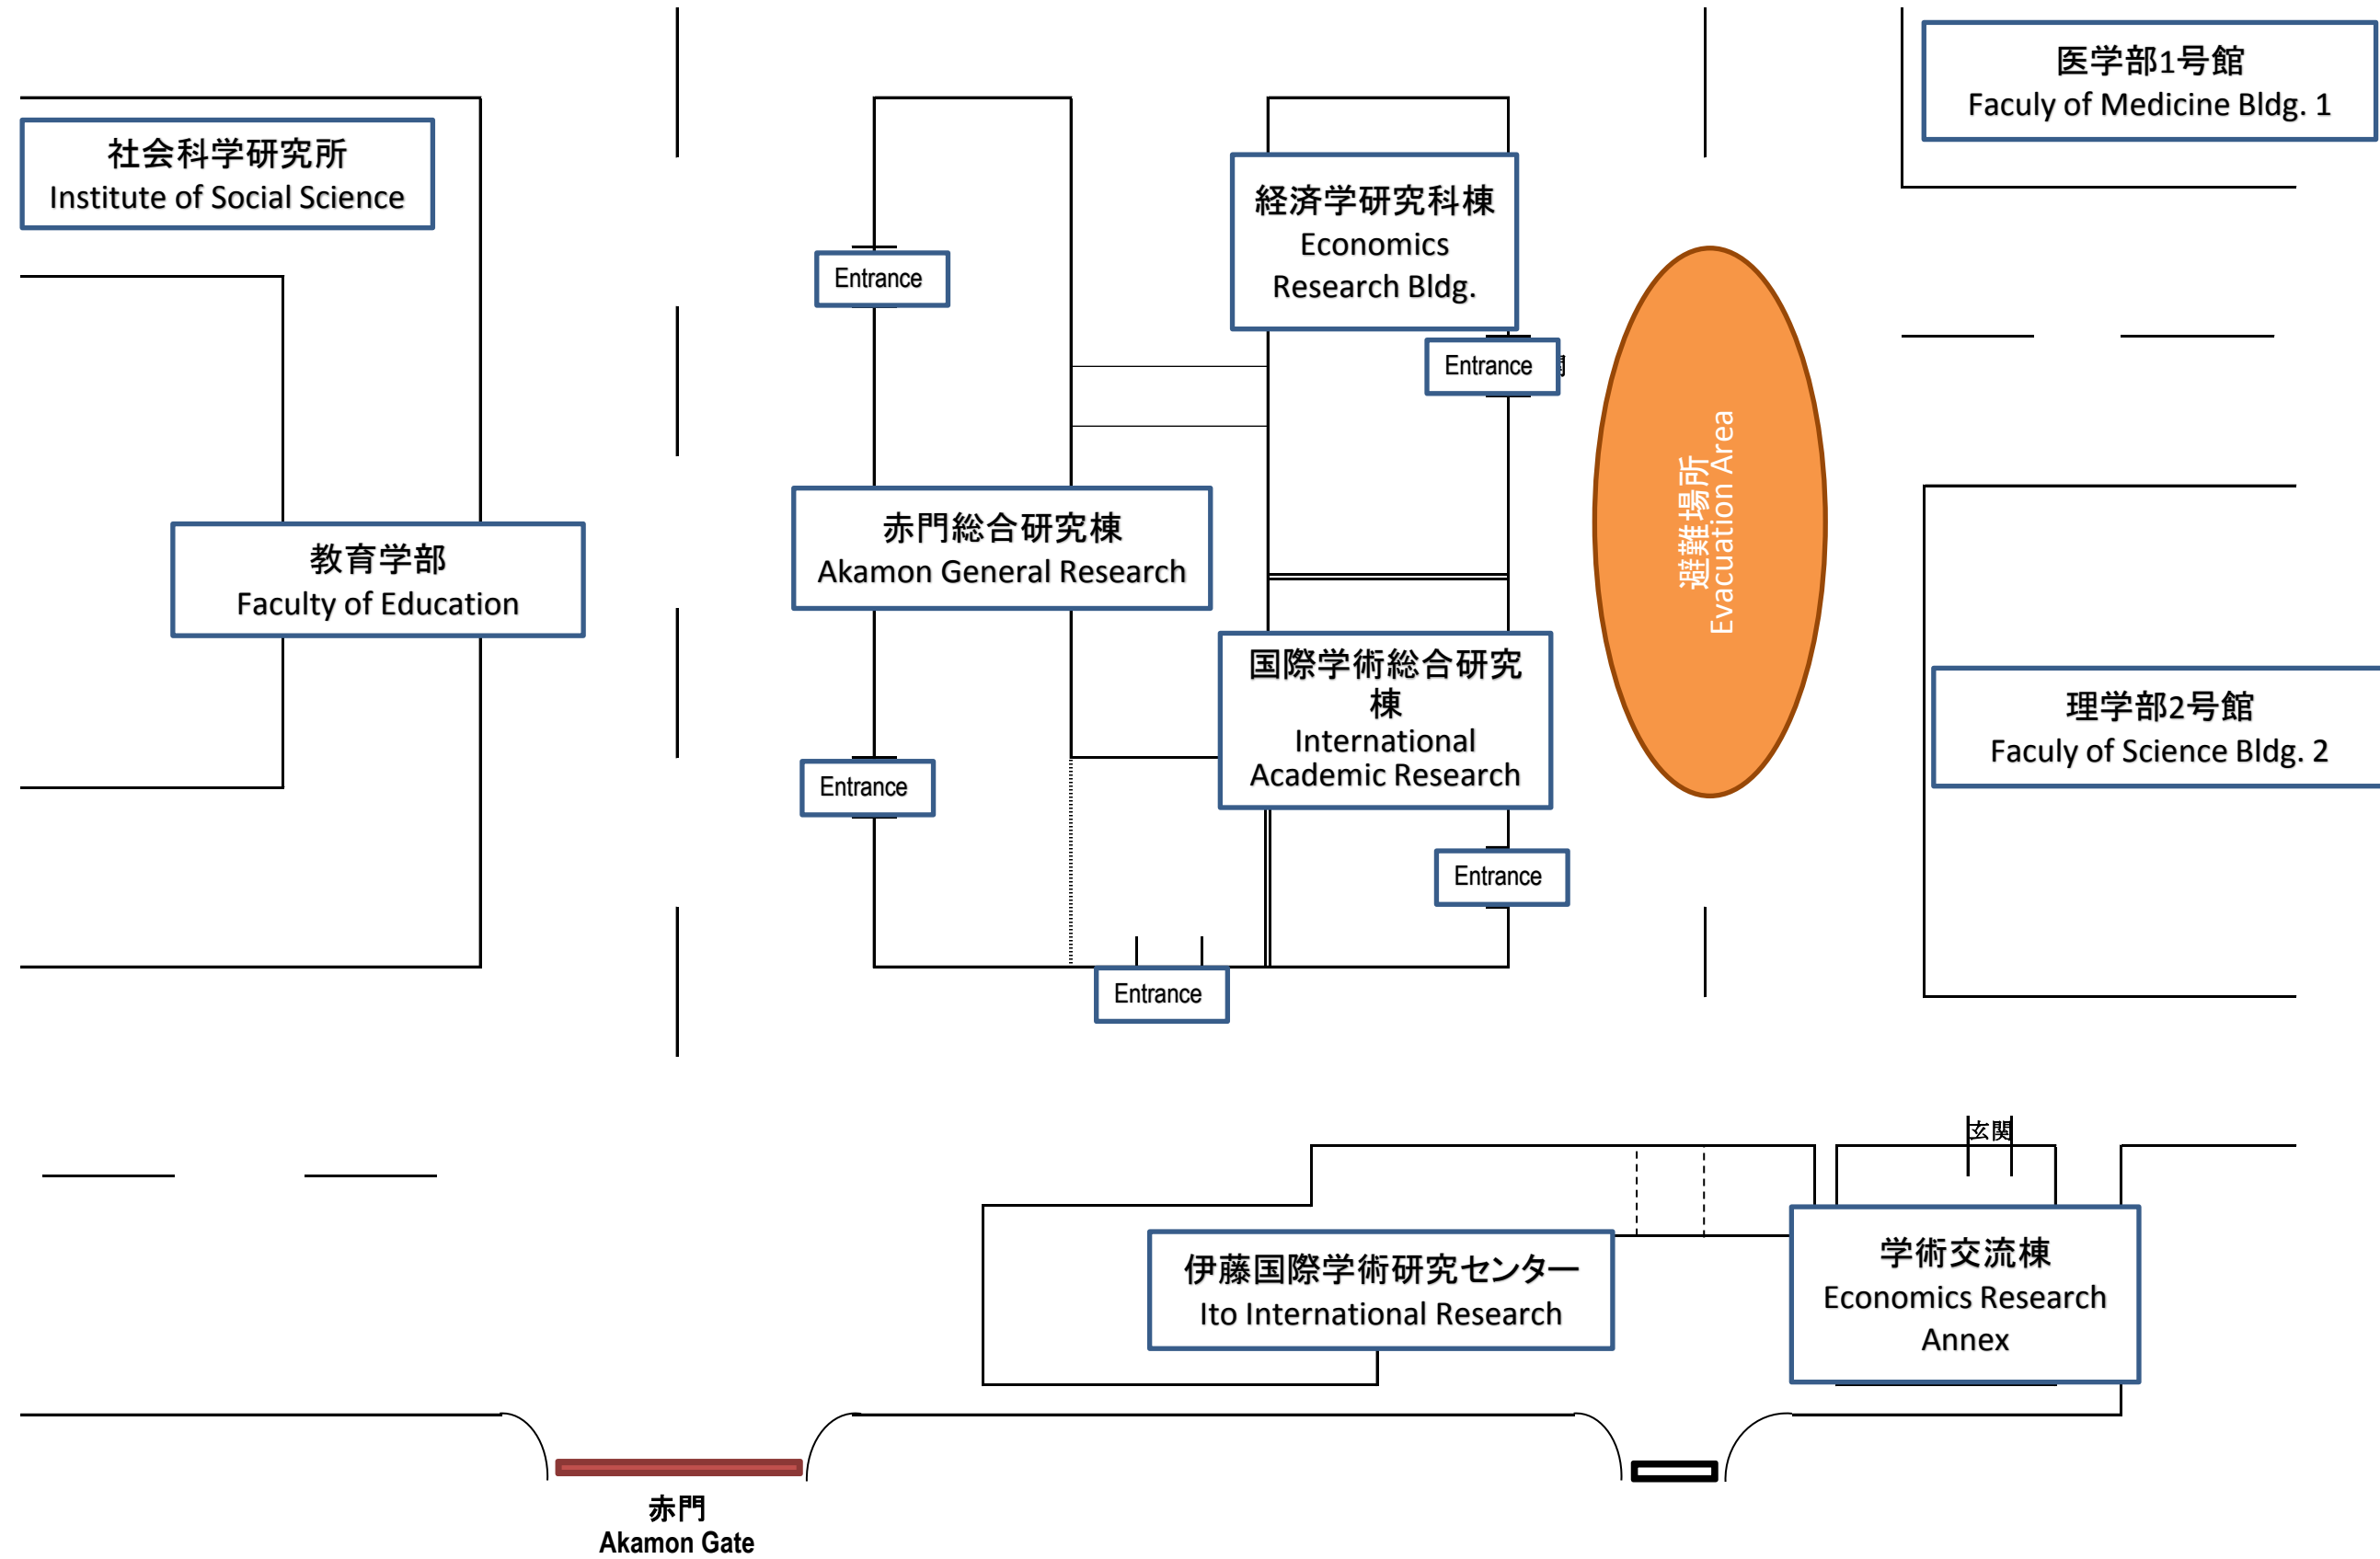 医学部1号館
Faculy of Medicine Bldg. 1
社会科学研究所
Institute of Social Science
経済学研究科棟
Economics
Research Bldg.
Entrance
Entrance
避難場所
Evacuation Area
赤門総合研究棟
Akamon General Research
教育学部
Faculty of Education
国際学術総合研究
棟
International
Academic Research
理学部2号館
Faculy of Science Bldg. 2
Entrance
Entrance
Entrance
玄関
伊藤国際学術研究センター
Ito International Research
学術交流棟
Economics Research
Annex
赤門
Akamon Gate